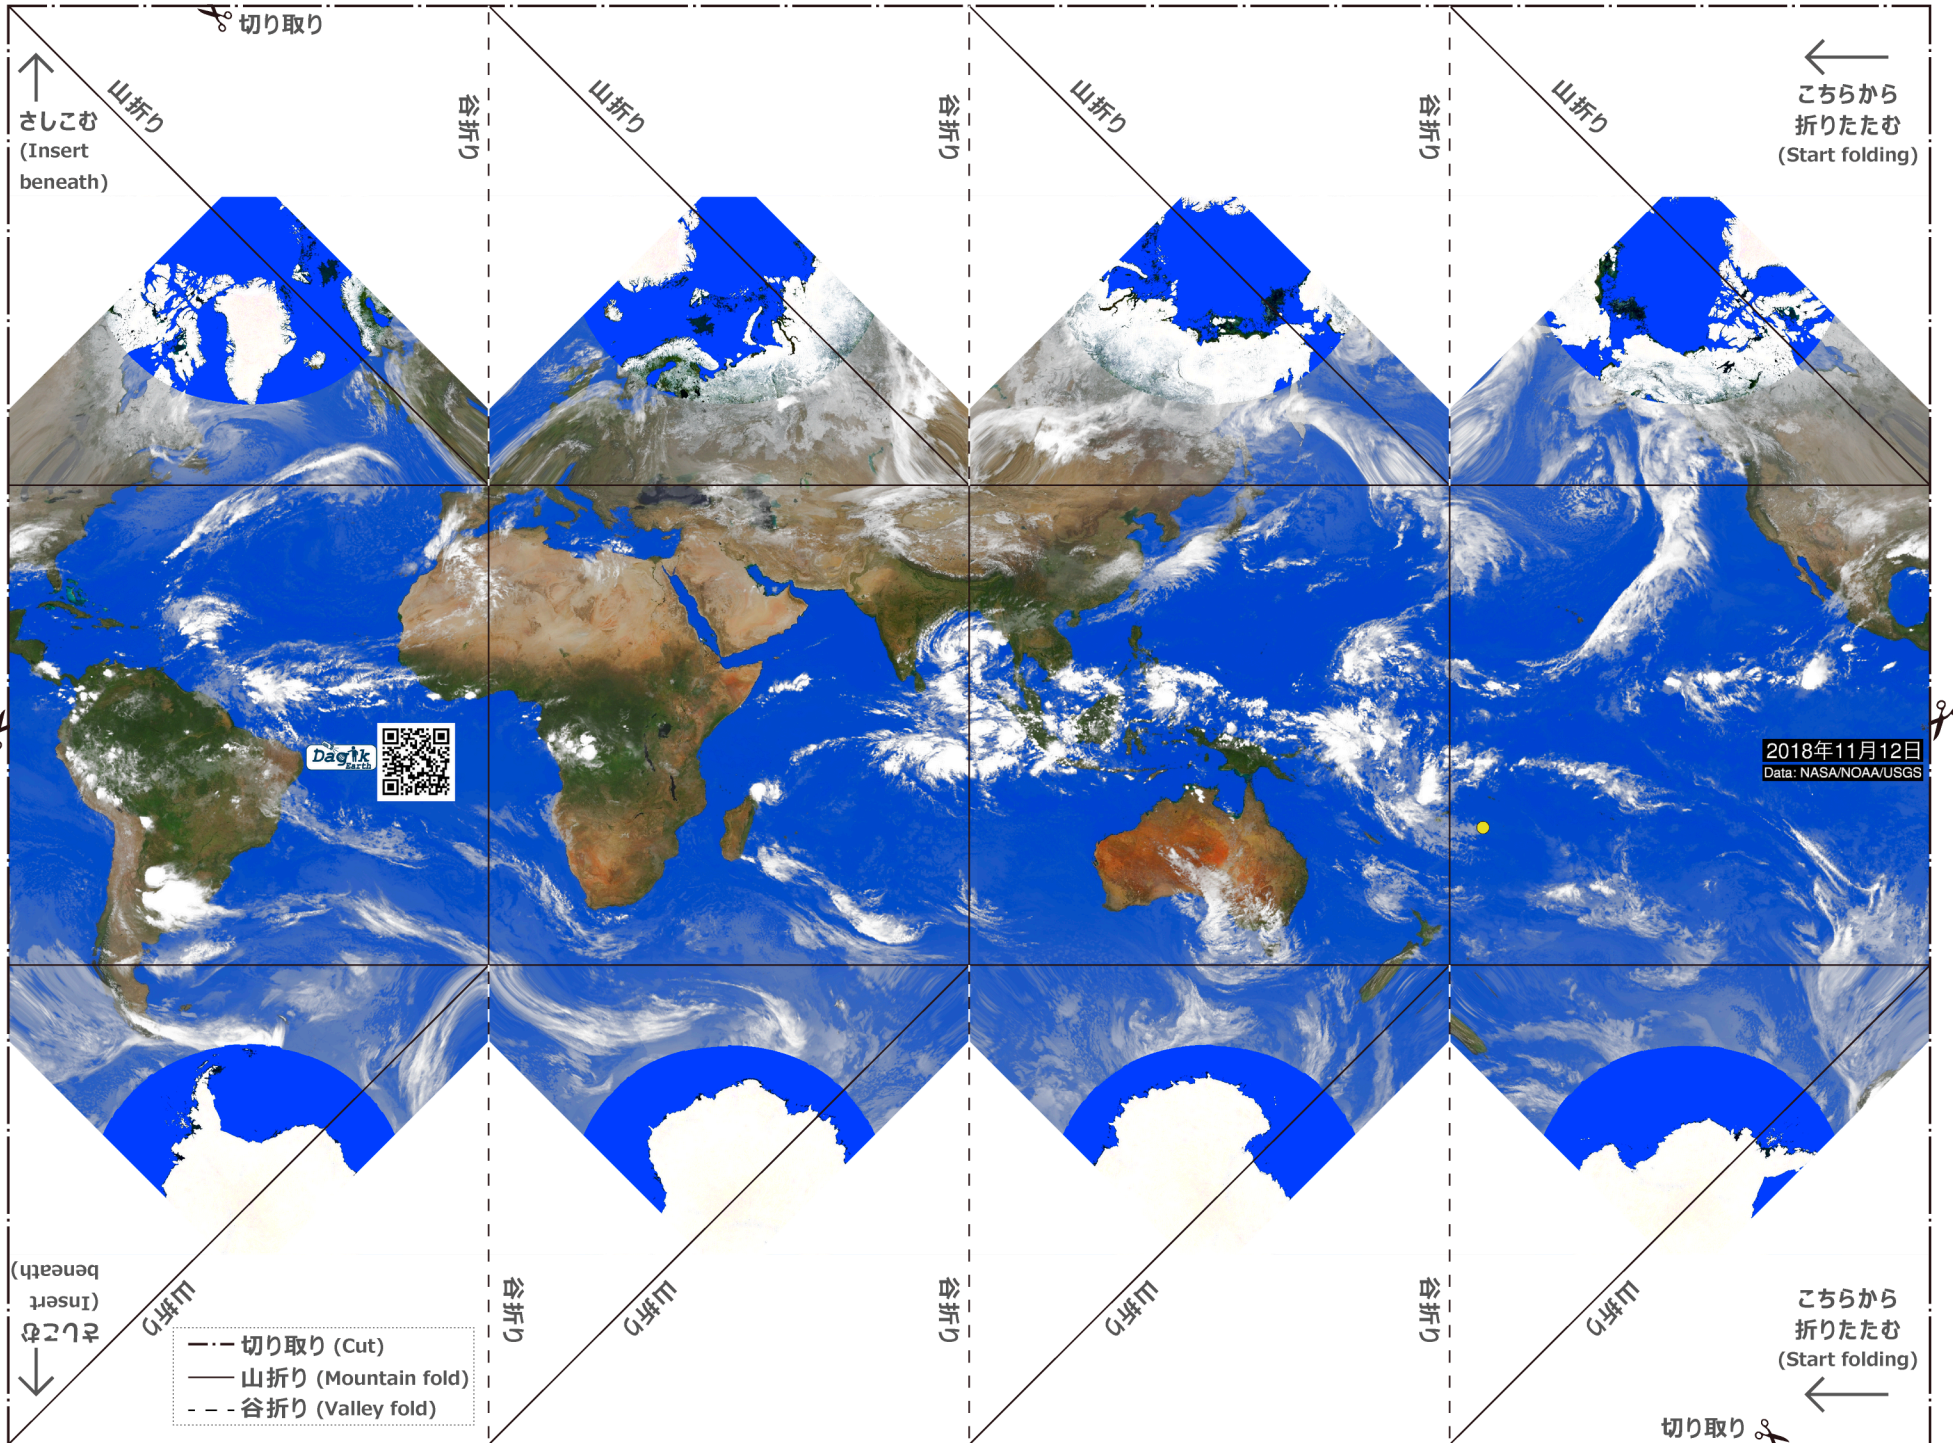 切り取り
山折り
谷折り
山折り
谷折り
山折り
谷折り
山折り
さしこむ
(Insert
beneath)
こちらから
折りたたむ
(Start folding)
Dagik
Earth
2018年11月12日
Data: NASA/NOAA/USGS
さしこむ
(Insert
beneath)
山折り
谷折り
山折り
谷折り
山折り
谷折り
山折り
こちらから
折りたたむ
(Start folding)
切り取り (Cut)
山折り (Mountain fold)
谷折り (Valley fold)
切り取り